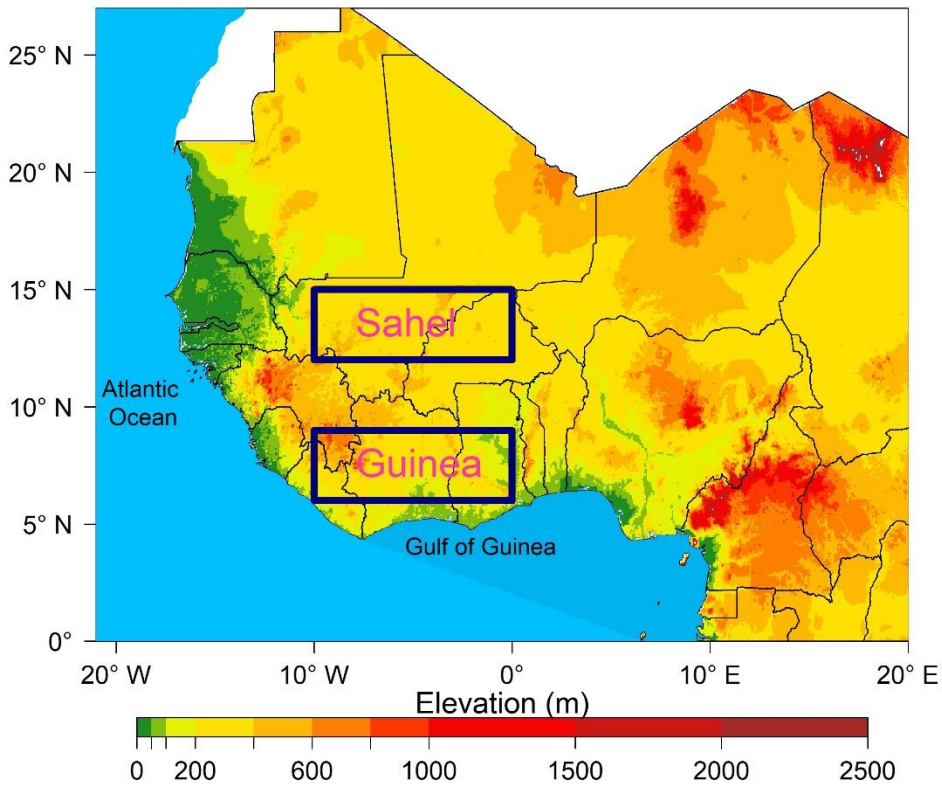 25° N
20° N
15° N
Sahel
Atlantic
Ocean
10° N
Guinea
5° N
Gulf of Guinea
0°
20° W 10° W 0° 10° E 20° E
Elevation (m)
0 200 600 1000 1500 2000 2500